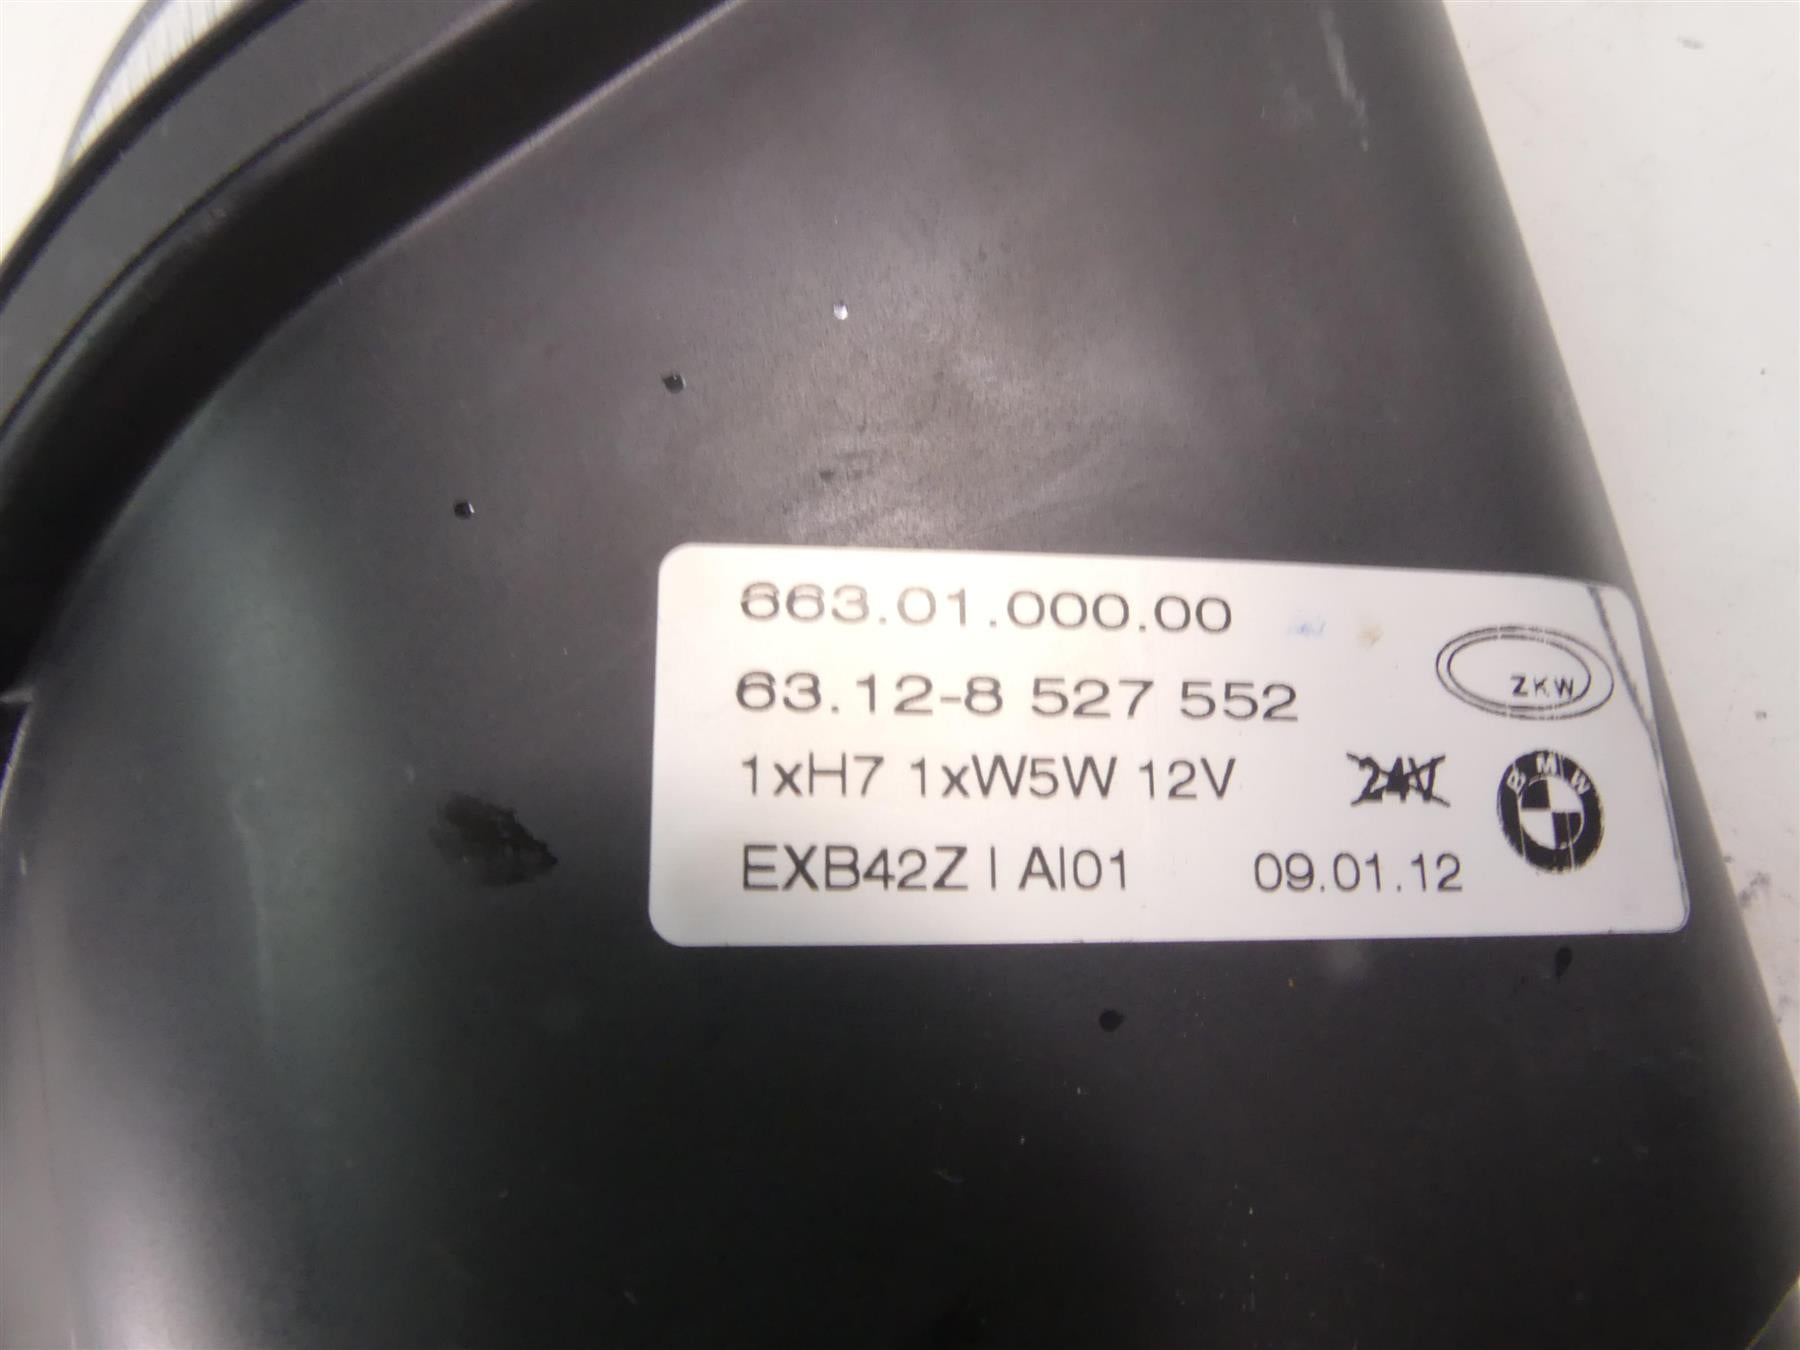 663.01.000.00
63.12-8 527 552
ZKW
1xH7 1xW5W 12V 24V
BMW
EXB42Z | AI01 09.01.12